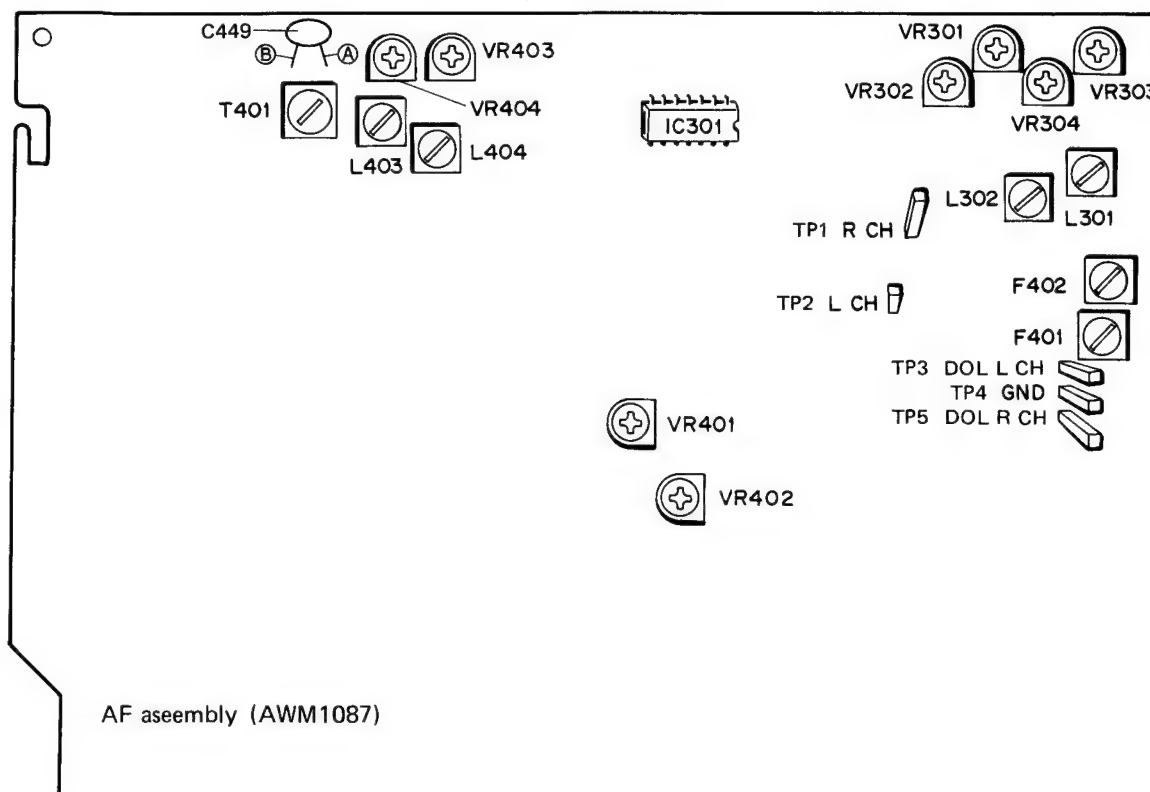 C449
B A
VR403
VR301
VR302
VR303
VR404
T401
IC301
VR304
L403
L404
L302
L301
TP1 R CH
F402
TP2 L CH
F401
TP3 DOL L CH
TP4 GND
TP5 DOL R CH
VR401
VR402
AF aseembly (AWM1087)